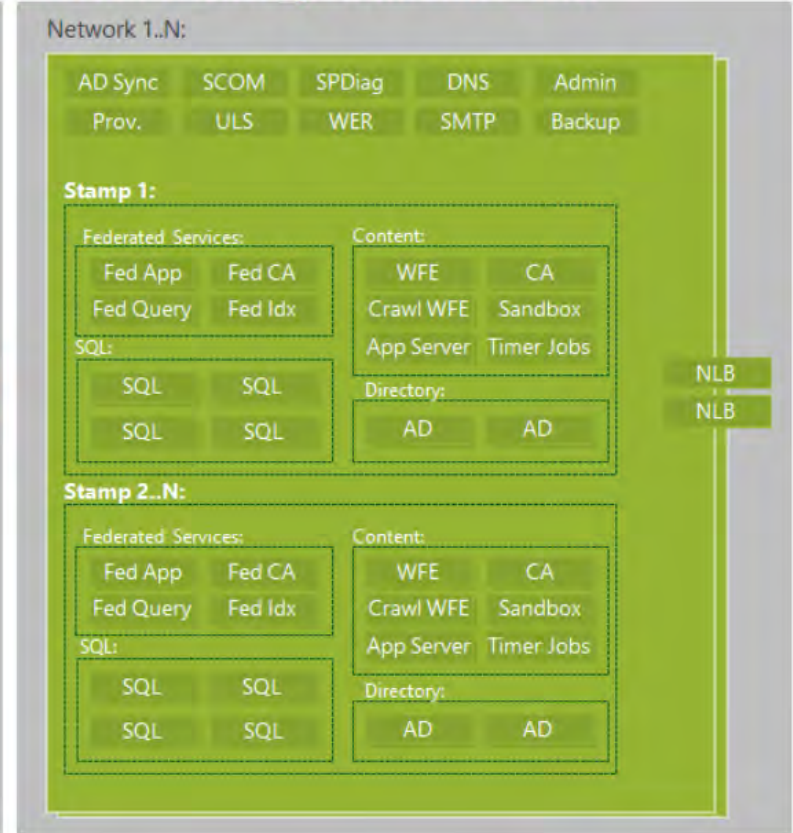 Network 1..N:
AD Sync SCOM SPDiag DNS Admin
Prov. ULS WER SMTP Backup
Stamp 1:
Federated Services:
Fed App Fed CA
Fed Query Fed Idx
SQL:
SQL SQL
SQL SQL
Content:
WFE CA
Crawl WFE Sandbox
App Server Timer Jobs
Directory:
AD AD
NLB
NLB
Stamp 2..N:
Federated Services:
Fed App Fed CA
Fed Query Fed Idx
SQL:
SQL SQL
SQL SQL
Content:
WFE CA
Crawl WFE Sandbox
App Server Timer Jobs
Directory:
AD AD